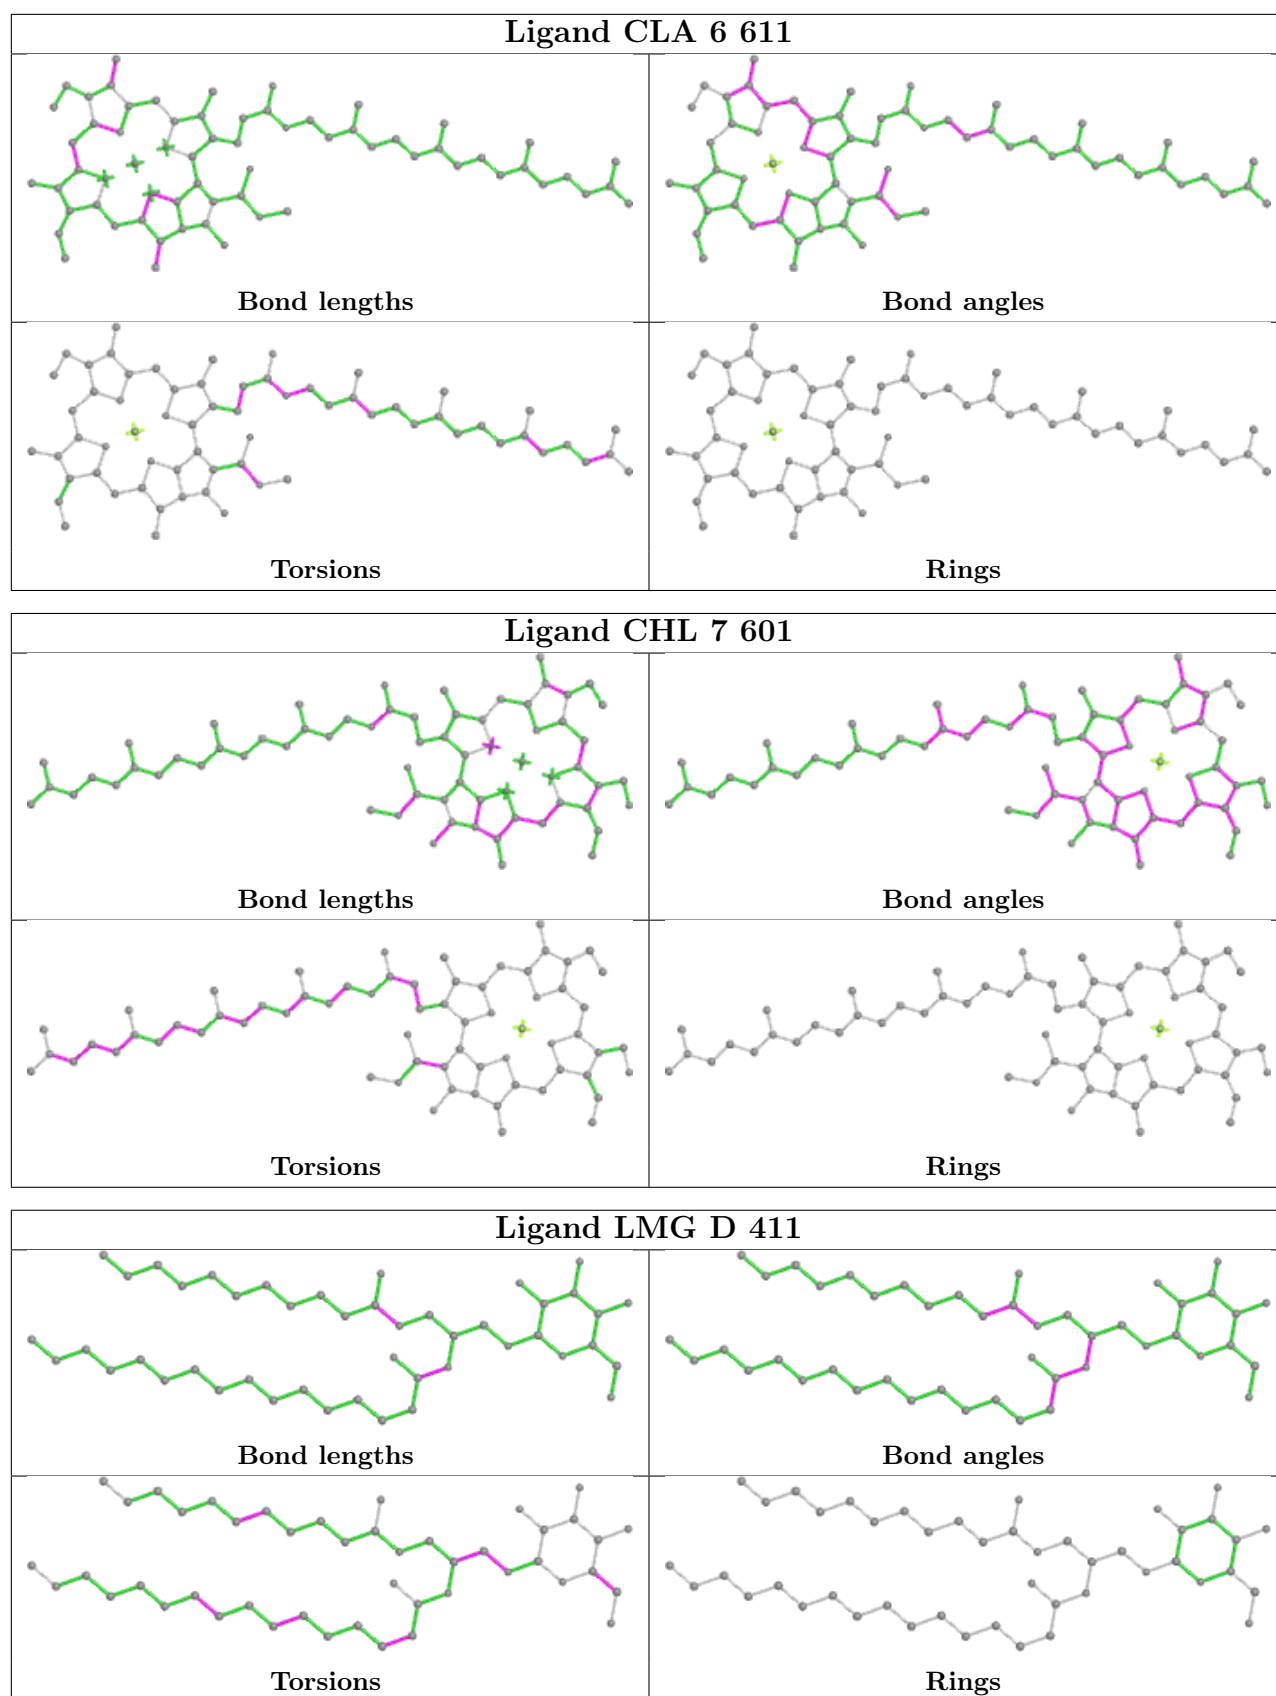 Ligand CLA 6 611
Bond lengths
Bond angles
Torsions
Rings
Ligand CHL 7 601
Bond lengths
Bond angles
Torsions
Rings
Ligand LMG D 411
Bond lengths
Bond angles
Torsions
Rings